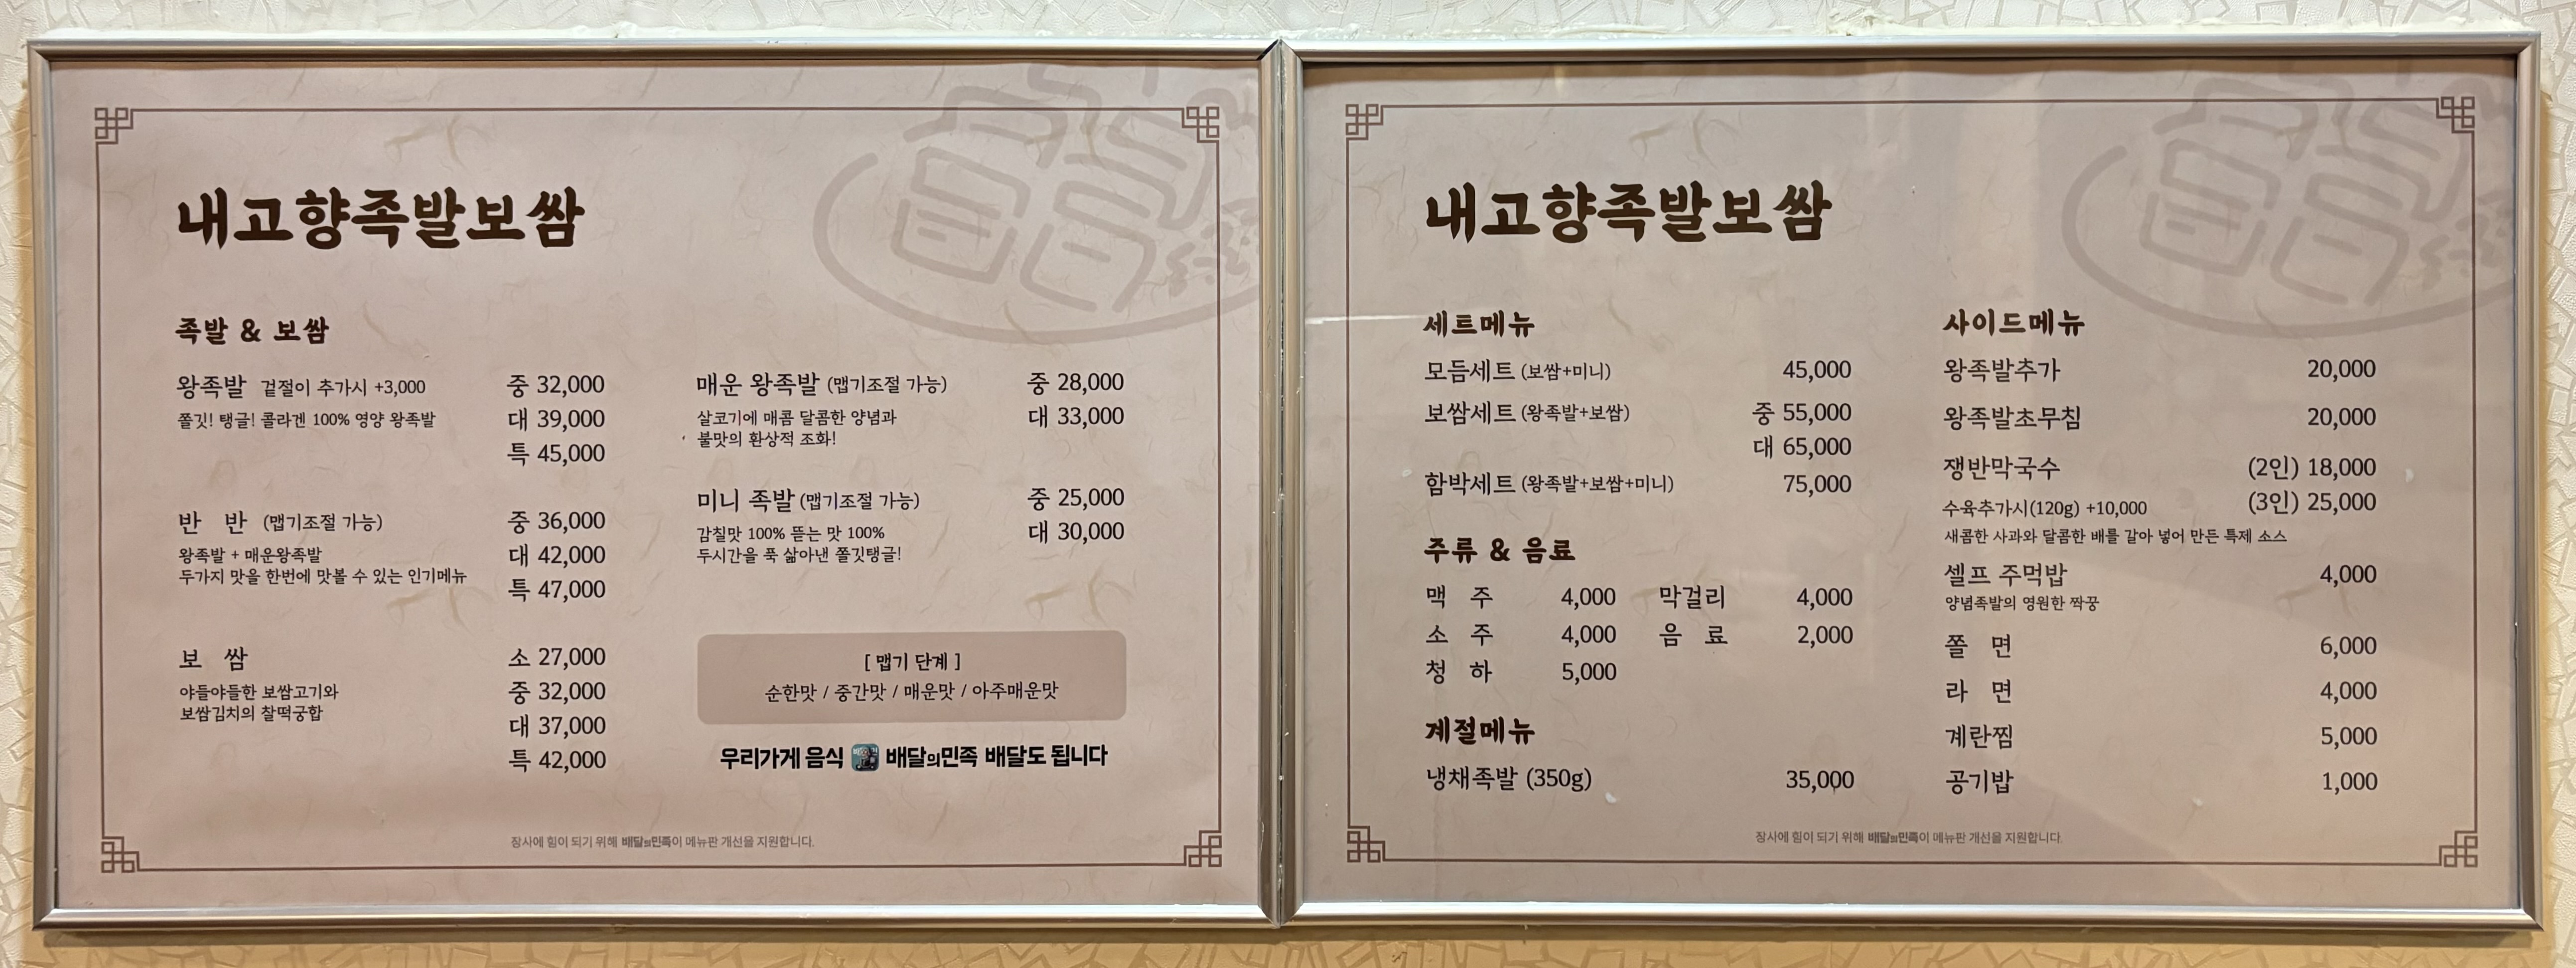 내고향족발보쌈
족발 & 보쌈
왕족발 겉절이 추가시 +3,000 중 32,000
쫄깃! 탱글! 콜라겐 100% 영양 왕족발 대 39,000
특 45,000
반 반 (맵기조절 가능) 중 36,000
왕족발 + 매운왕족발 대 42,000
두가지 맛을 한번에 맛볼 수 있는 인기메뉴 특 47,000
보 쌈 소 27,000
야들야들한 보쌈고기와 중 32,000
보쌈김치의 찰떡궁합
대 37,000
특 42,000
매운 왕족발 (맵기조절 가능) 중 28,000
살코기에 매콤 달콤한 양념과 대 33,000
불맛의 환상적 조화!
미니 족발 (맵기조절 가능) 중 25,000
감칠맛 100% 뜯는 맛 100% 대 30,000
두시간을 푹 삶아낸 쫄깃탱글!
[ 맵기 단계 ]
순한맛 / 중간맛 / 매운맛 / 아주매운맛
우리가게 음식 배달의민족 배달도 됩니다
장사에 힘이 되기 위해 배달의민족이 메뉴판 개선을 지원합니다.
내고향족발보쌈
세트메뉴
모듬세트 (보쌈+미니) 45,000
보쌈세트 (왕족발+보쌈) 중 55,000
대 65,000
함박세트 (왕족발+보쌈+미니) 75,000
주류 & 음료
맥 주 4,000 막걸리 4,000
소 주 4,000 음 료 2,000
청 하 5,000
계절메뉴
냉채족발 (350g) 35,000
사이드메뉴
왕족발추가 20,000
왕족발초무침 20,000
쟁반막국수 (2인) 18,000
수육추가시(120g) +10,000 (3인) 25,000
새콤한 사과와 달콤한 배를 갈아 넣어 만든 특제 소스
셀프 주먹밥 4,000
양념족발의 영원한 짝꿍
쫄 면 6,000
라 면 4,000
계란찜 5,000
공기밥 1,000
장사에 힘이 되기 위해 배달의민족이 메뉴판 개선을 지원합니다.